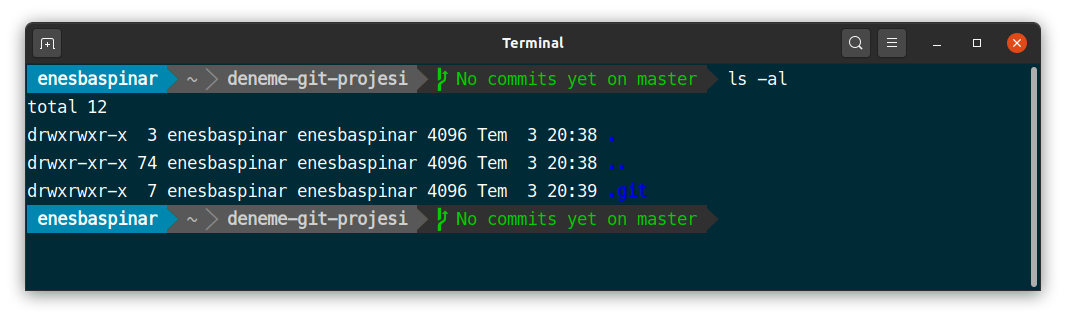 Terminal
enesbaspinar ~ deneme-git-projesi No commits yet on master ls -al
total 12
drwxrwxr-x  3 enesbaspinar enesbaspinar 4096 Tem  3 20:38 .
drwxr-xr-x 74 enesbaspinar enesbaspinar 4096 Tem  3 20:38 ..
drwxrwxr-x  7 enesbaspinar enesbaspinar 4096 Tem  3 20:39 .git
enesbaspinar ~ deneme-git-projesi No commits yet on master